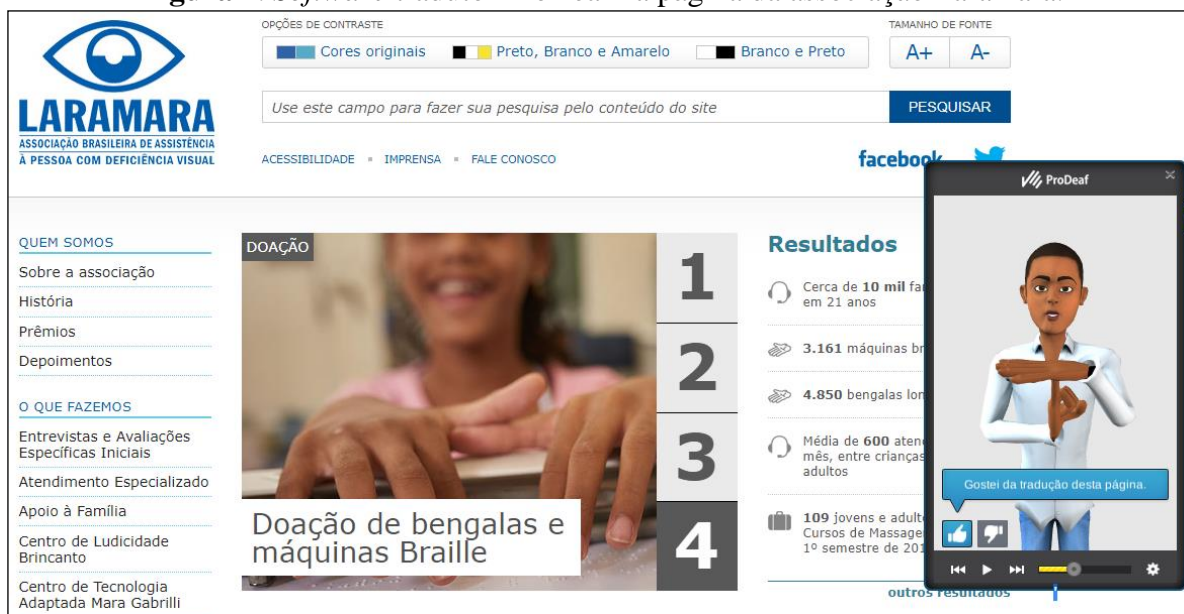 OPÇÕES DE CONTRASTE
Cores originais
Preto, Branco e Amarelo
Branco e Preto
TAMANHO DE FONTE
A+
A-
LARAMARA
ASSOCIAÇÃO BRASILEIRA DE ASSISTÊNCIA
À PESSOA COM DEFICIÊNCIA VISUAL
Use este campo para fazer sua pesquisa pelo conteúdo do site
PESQUISAR
ACESSIBILIDADE ▪ IMPRENSA ▪ FALE CONOSCO
facebook
QUEM SOMOS
Sobre a associação
História
Prêmios
Depoimentos
O QUE FAZEMOS
Entrevistas e Avaliações
Específicas Iniciais
Atendimento Especializado
Apoio à Família
Centro de Ludicidade
Brincanto
Centro de Tecnologia
Adaptada Mara Gabrilli
DOAÇÃO
1
2
3
4
Doação de bengalas e
máquinas Braille
Resultados
Cerca de 10 mil
em 21 anos
3.161 máquinas
4.850 bengalas
Média de 600
mês, entre crianças
adultos
109 jovens e
Cursos de
1º semestre de
outros resultados
ProDeaf
Gostei da tradução desta página.